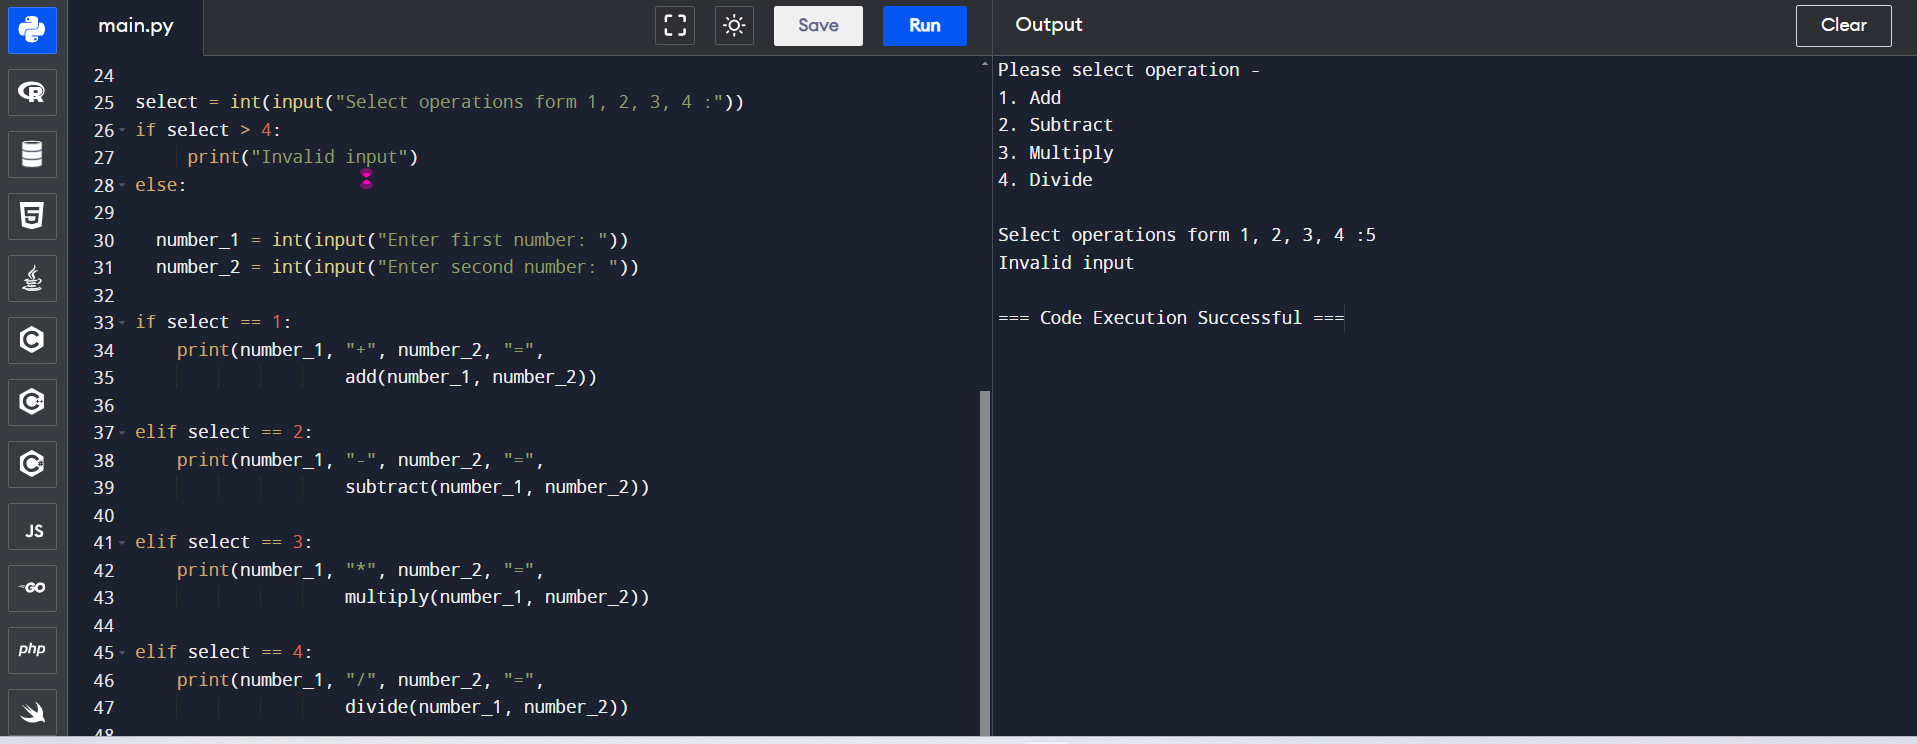 main.py
Save
Run
Output
Clear
24
25 select = int(input("Select operations form 1, 2, 3, 4 :"))
26 if select > 4:
27 print("Invalid input")
28 else:
29
30 number_1 = int(input("Enter first number: "))
31 number_2 = int(input("Enter second number: "))
32
33 if select == 1:
34 print(number_1, "+", number_2, "=",
35 add(number_1, number_2))
36
37 elif select == 2:
38 print(number_1, "-", number_2, "=",
39 subtract(number_1, number_2))
40
41 elif select == 3:
42 print(number_1, "*", number_2, "=",
43 multiply(number_1, number_2))
44
45 elif select == 4:
46 print(number_1, "/", number_2, "=",
47 divide(number_1, number_2))
48
Please select operation -
1. Add
2. Subtract
3. Multiply
4. Divide
Select operations form 1, 2, 3, 4 :5
Invalid input
=== Code Execution Successful ===
R
5
C
C++
C#
JS
GO
php